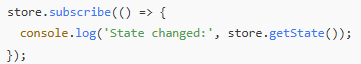 store.subscribe(() => {
  console.log('State changed:', store.getState());
});